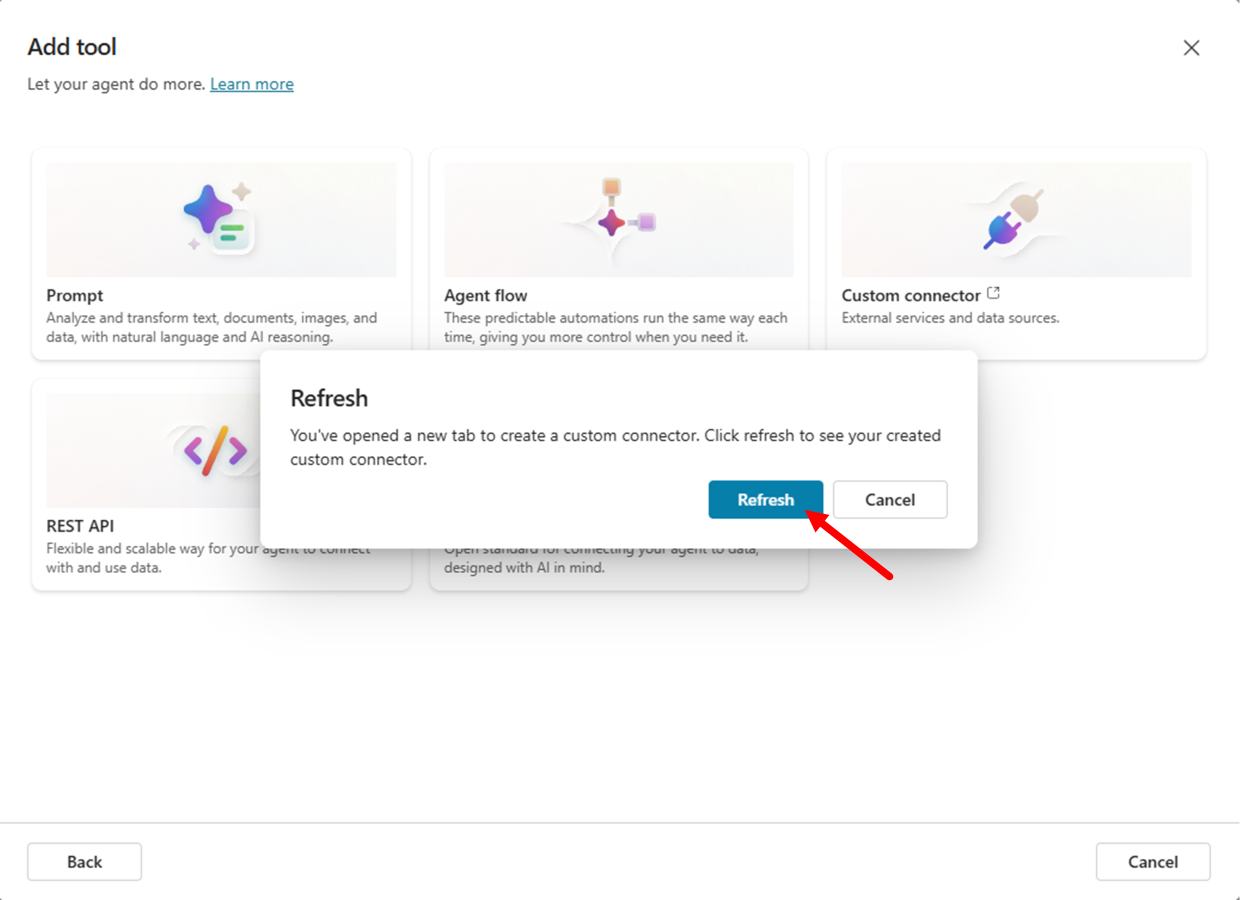 Add tool
Let your agent do more. Learn more
Prompt
Analyze and transform text, documents, images, and
data, with natural language and AI reasoning.
Agent flow
These predictable automations run the same way each
time, giving you more control when you need it.
Custom connector
External services and data sources.
Refresh
You've opened a new tab to create a custom connector. Click refresh to see your created
custom connector.
Refresh
Cancel
REST API
Flexible and scalable way for your agent to connect
with and use data.
Open standard for connecting your agent to data,
designed with AI in mind.
Back
Cancel